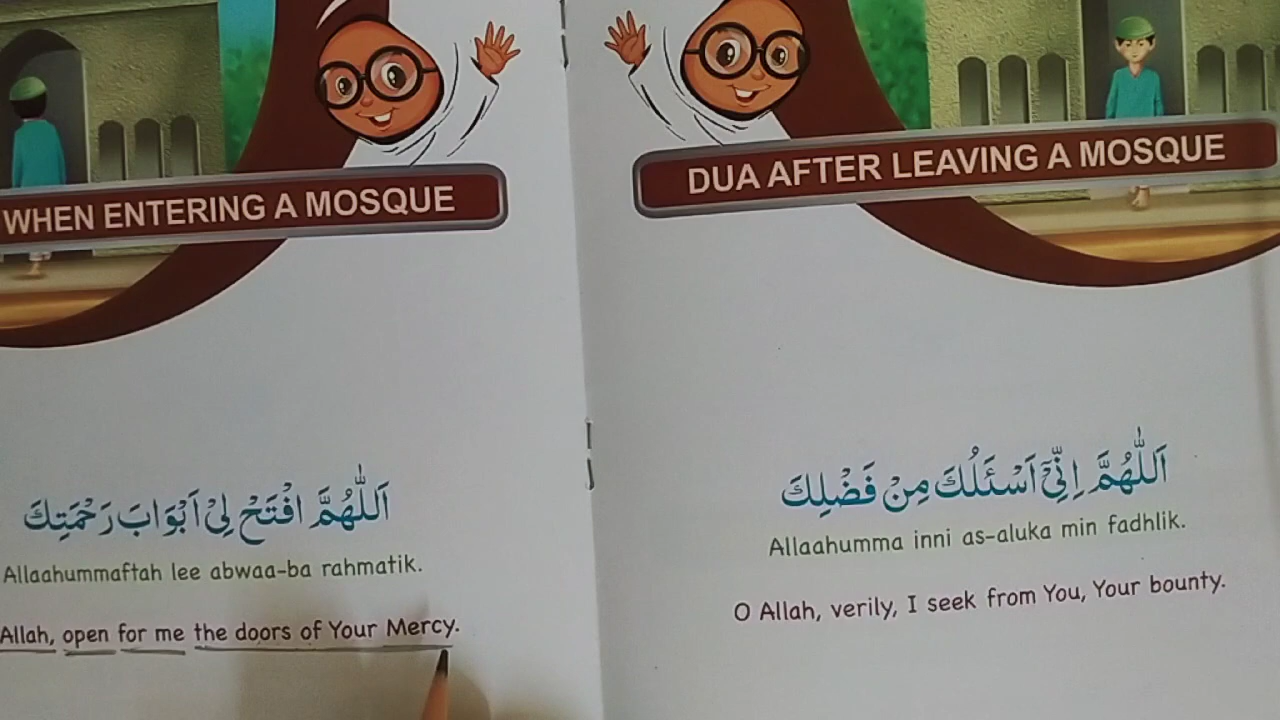 WHEN ENTERING A MOSQUE
اَللّٰهُمَّ افْتَحْ لِيْ اَبْوَابَ رَحْمَتِكَ
Allaahummaftah lee abwaa-ba rahmatik.
Allah, open for me the doors of Your Mercy.
DUA AFTER LEAVING A MOSQUE
اَللّٰهُمَّ اِنِّيْٓ اَسْئَلُكَ مِنْ فَضْلِكَ
Allaahumma inni as-aluka min fadhlik.
O Allah, verily, I seek from You, Your bounty.